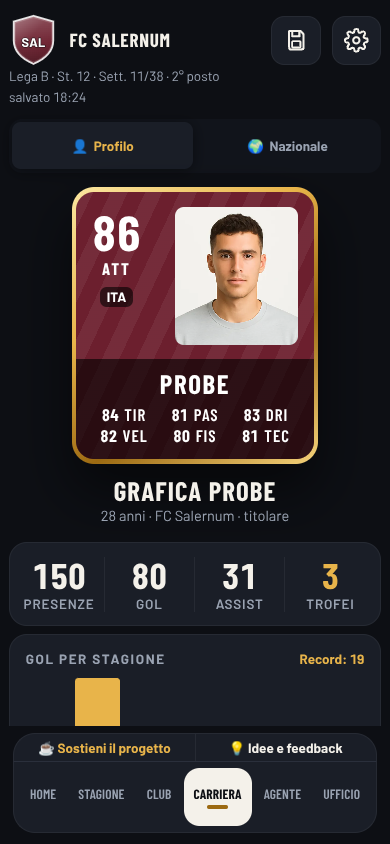 SAL
FC SALERNUM
Lega B · St. 12 · Sett. 11/38 · 2° posto
salvato 18:24
👤 Profilo
🌍 Nazionale
86
ATT
ITA
PROBE
84 TIR 81 PAS 83 DRI
82 VEL 80 FIS 81 TEC
GRAFICA PROBE
28 anni · FC Salernum · titolare
150 80 31 3
PRESENZE GOL ASSIST TROFEI
GOL PER STAGIONE Record: 19
☕ Sostieni il progetto 💡 Idee e feedback
HOME STAGIONE CLUB CARRIERA AGENTE UFFICIO